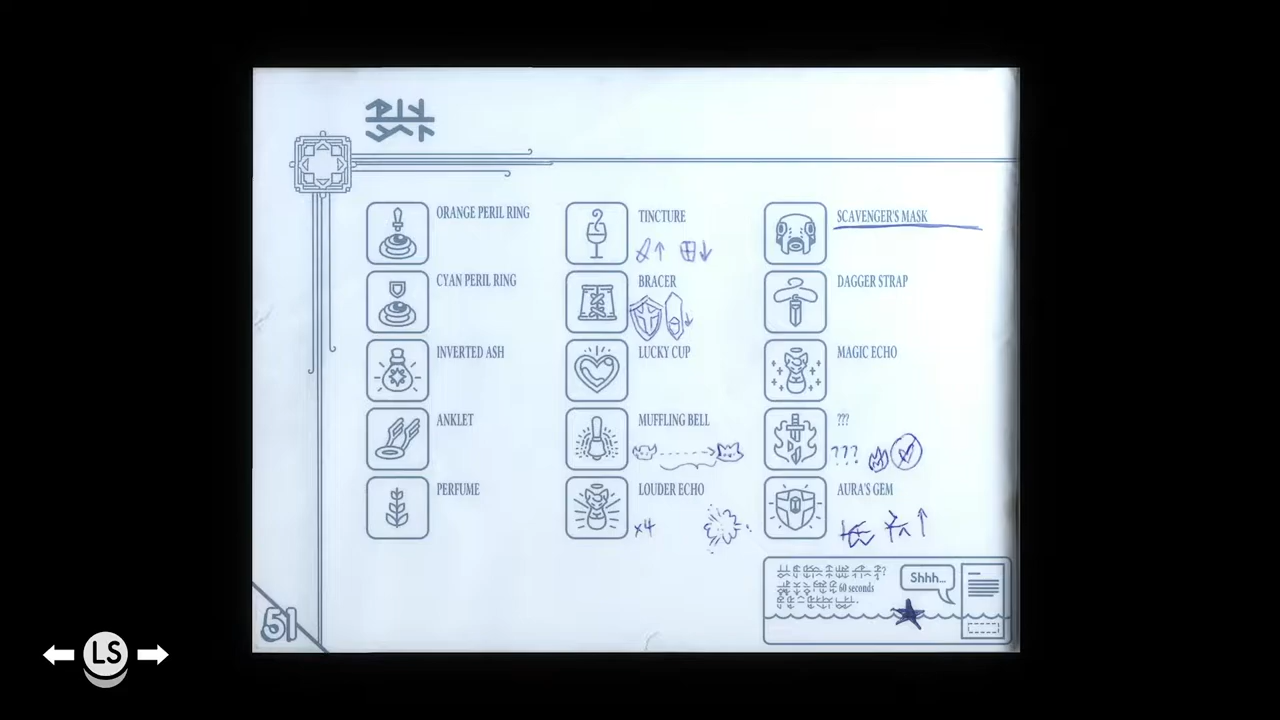 ORANGE PERIL RING
CYAN PERIL RING
INVERTED ASH
ANKLET
PERFUME
TINCTURE
BRACER
LUCKY CUP
MUFFLING BELL
LOUDER ECHO
x4
SCAVENGER'S MASK
DAGGER STRAP
MAGIC ECHO
???
???
AURA'S GEM
60 seconds
Shhh...
51
LS